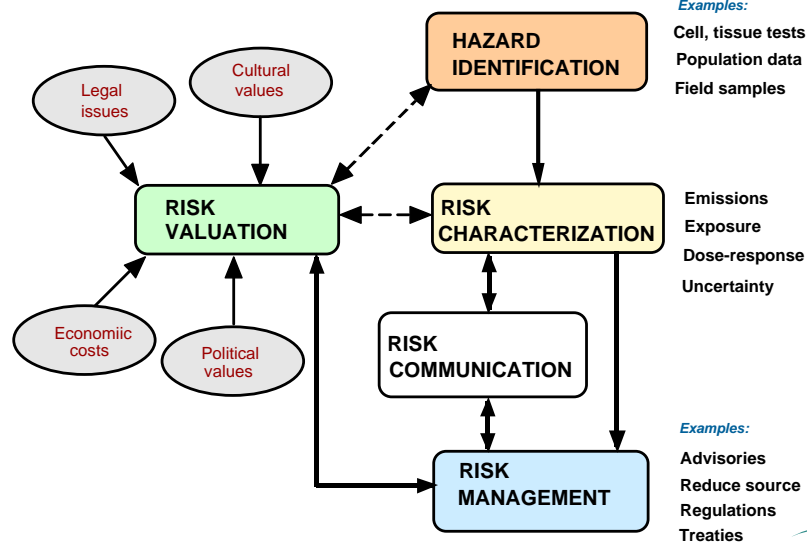 Examples:
HAZARD
IDENTIFICATION
Cell, tissue tests
Population data
Field samples
Legal
issues
Cultural
values
RISK
VALUATION
RISK
CHARACTERIZATION
Emissions
Exposure
Dose-response
Uncertainty
Economiic
costs
Political
values
RISK
COMMUNICATION
Examples:
RISK
MANAGEMENT
Advisories
Reduce source
Regulations
Treaties